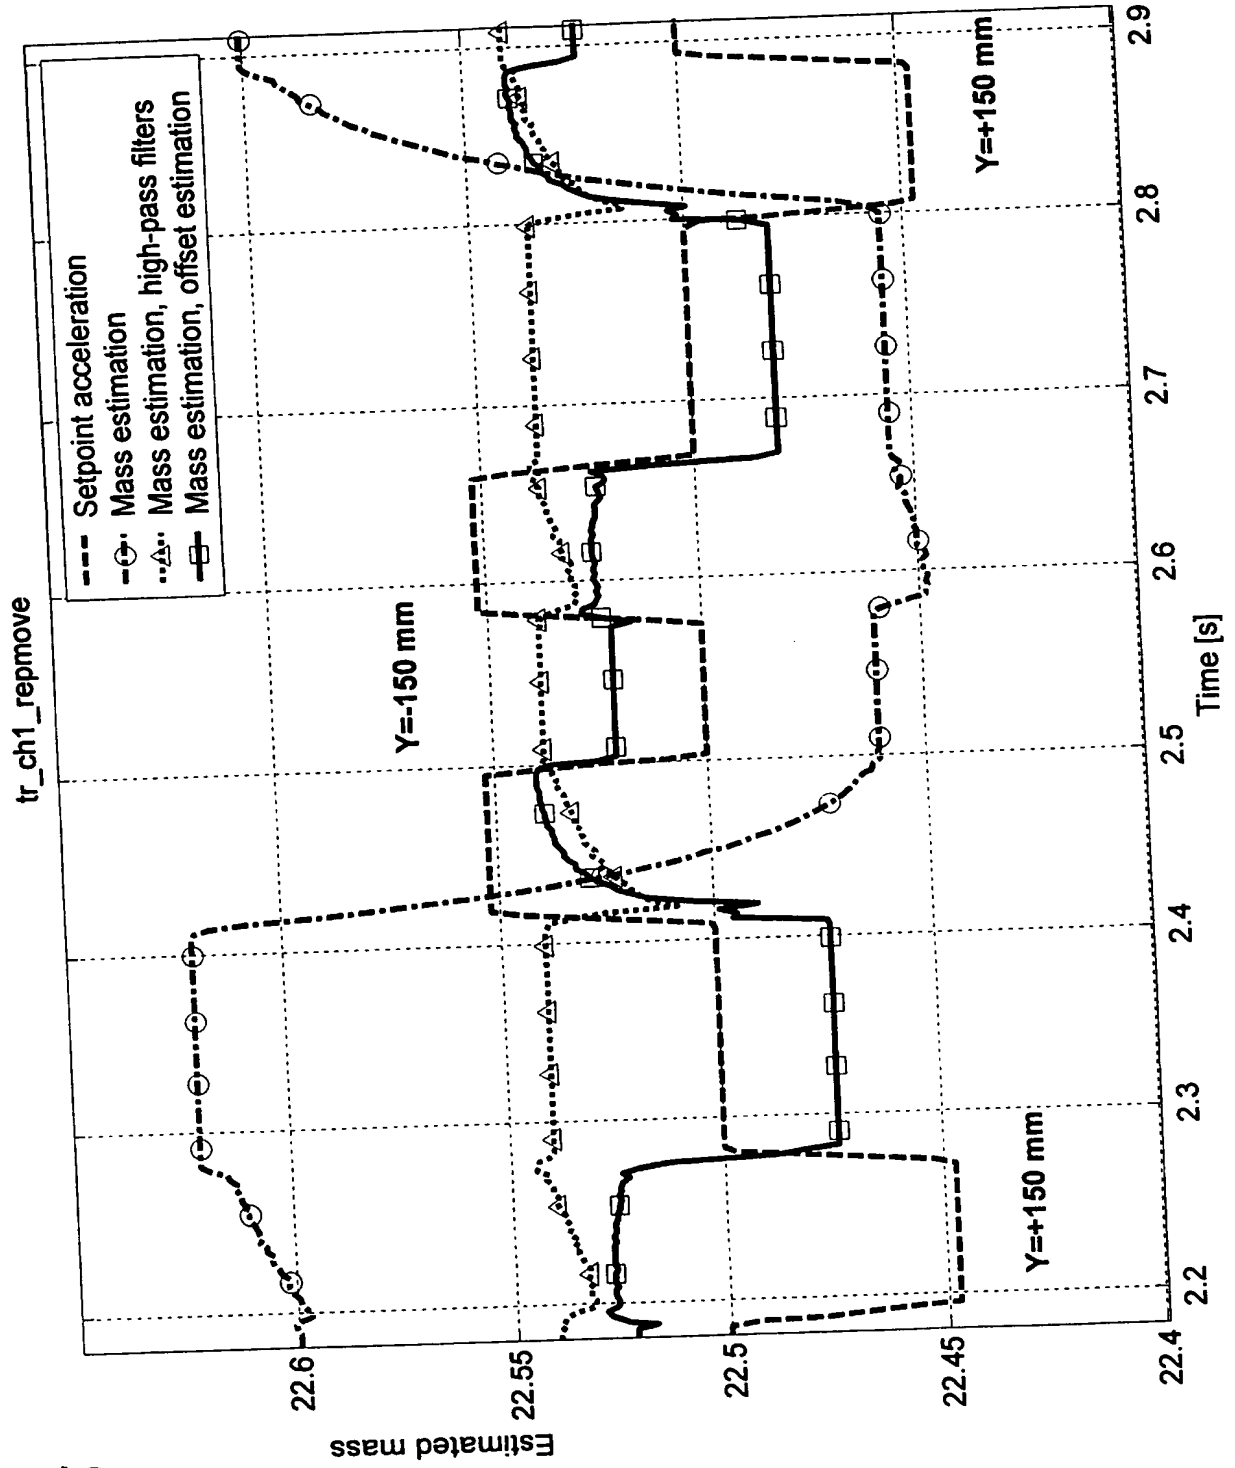 tr_ch1_repmove
Setpoint acceleration
Mass estimation
Mass estimation, high-pass filters
Mass estimation, offset estimation
Y=-150 mm
Y=+150 mm
Y=+150 mm
Estimated mass
22.6
22.55
22.5
22.45
22.4
2.2
2.3
2.4
2.5
2.6
2.7
2.8
2.9
Time [s]